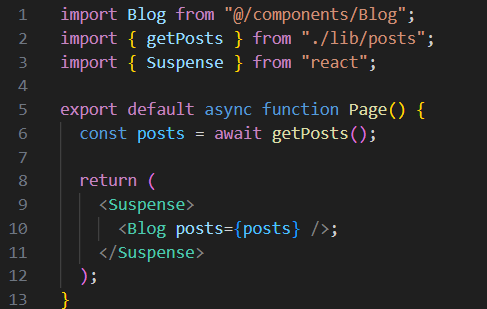 1 import Blog from "@/components/Blog";
2 import { getPosts } from "./lib/posts";
3 import { Suspense } from "react";
4
5 export default async function Page() {
6   const posts = await getPosts();
7
8   return (
9     <Suspense>
10       <Blog posts={posts} />;
11     </Suspense>
12   );
13 }